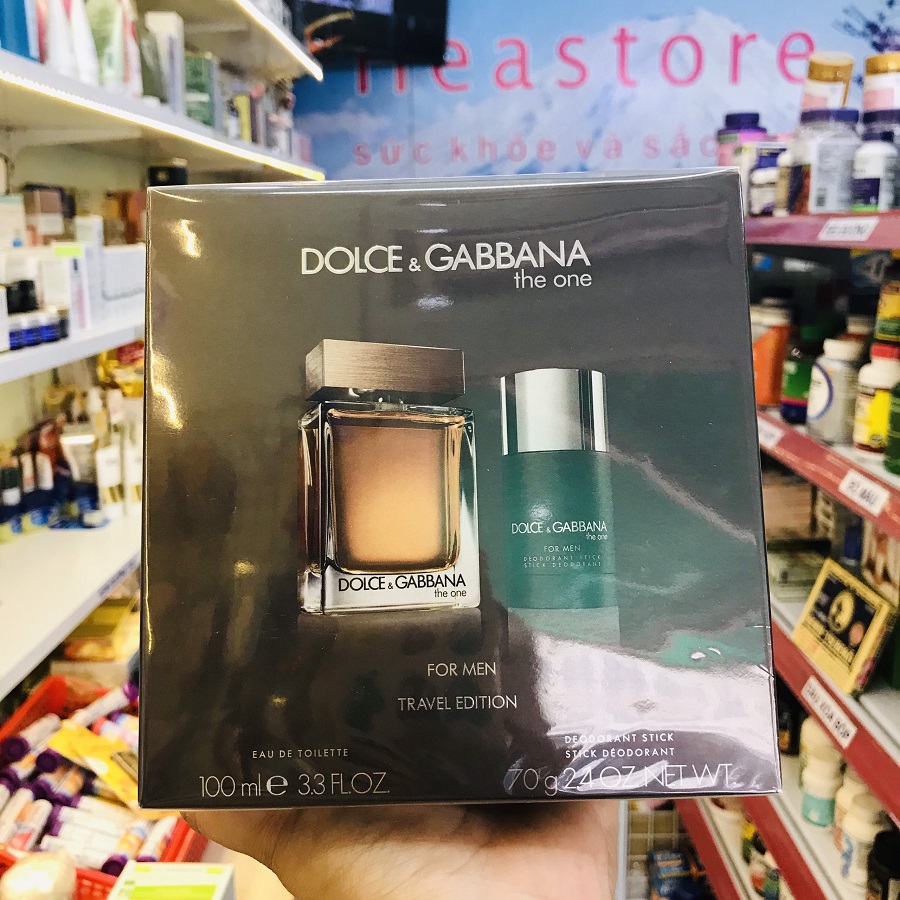 neastore
sức khỏe và sắc
DOLCE & GABBANA
the one
DOLCE & GABBANA
the one
FOR MEN
DEODORANT STICK
STICK DÉODORANT
DOLCE & GABBANA
the one
FOR MEN
TRAVEL EDITION
EAU DE TOILETTE
100 ml e 3.3 FL.OZ.
DEODORANT STICK
STICK DÉODORANT
70 g 2.4 OZ NET WT.